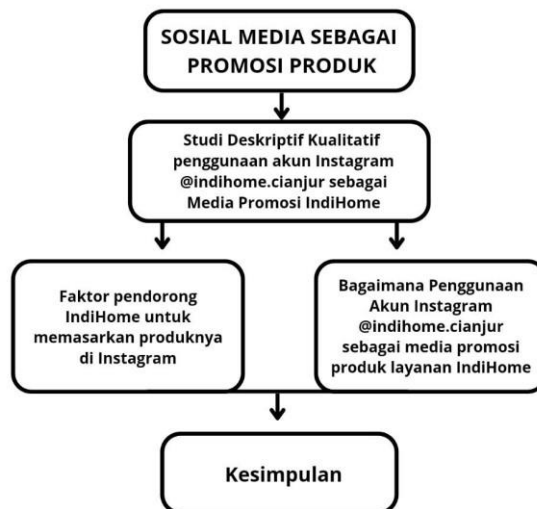 SOSIAL MEDIA SEBAGAI
PROMOSI PRODUK
Studi Deskriptif Kualitatif
penggunaan akun Instagram
@indihome.cianjur sebagai
Media Promosi IndiHome
Faktor pendorong
IndiHome untuk
memasarkan produknya
di Instagram
Bagaimana Penggunaan
Akun Instagram
@indihome.cianjur
sebagai media promosi
produk layanan IndiHome
Kesimpulan